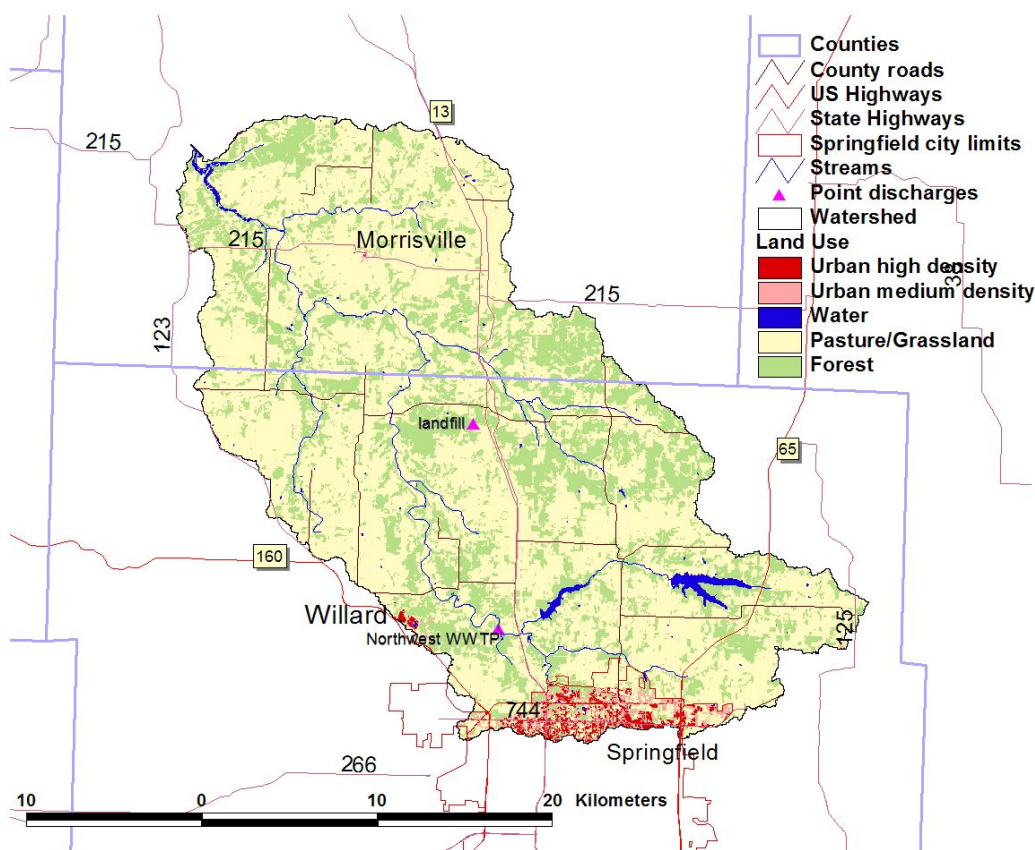 Counties
County roads
US Highways
State Highways
Springfield city limits
Streams
Point discharges
Watershed
Land Use
Urban high density
Urban medium density
Water
Pasture/Grassland
Forest
13
215
215
Morrisville
215
38
123
landfill
65
160
Willard
Northwest WWTP
125
744
Springfield
266
10 0 10 20 Kilometers